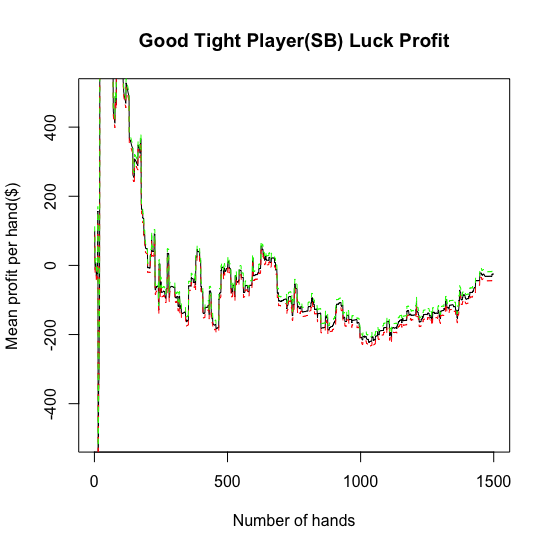 Good Tight Player(SB) Luck Profit
Mean profit per hand($)
400
200
0
-200
-400
0 500 1000 1500
Number of hands